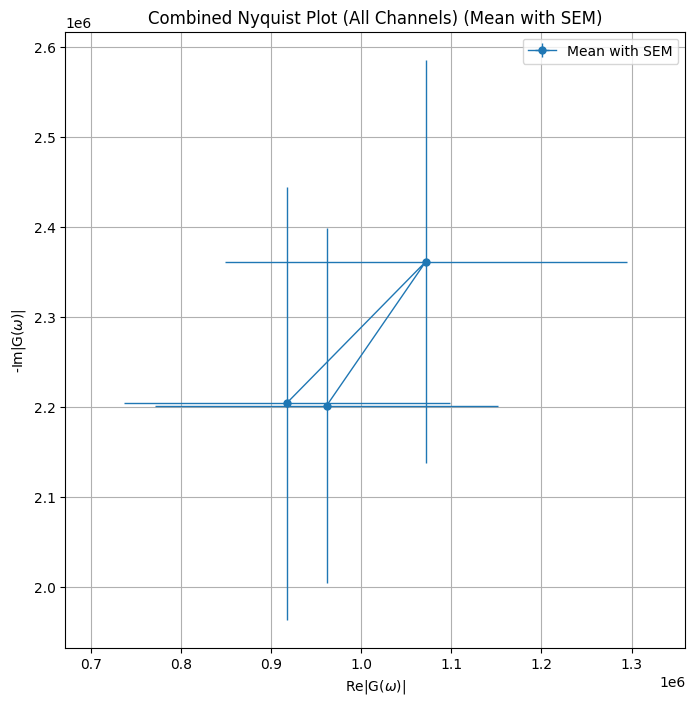 Combined Nyquist Plot (All Channels) (Mean with SEM)
1e6
Mean with SEM
2.6
2.5
2.4
2.3
2.2
2.1
2.0
-Im|G(ω)|
0.7 0.8 0.9 1.0 1.1 1.2 1.3
1e6
Re|G(ω)|